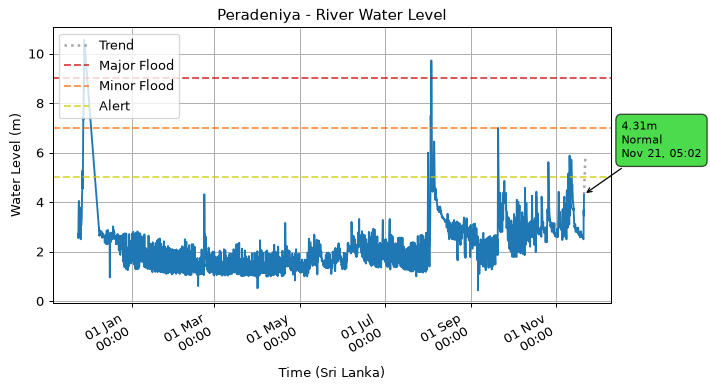 Peradeniya - River Water Level
Trend
Major Flood
Minor Flood
Alert
Water Level (m)
10
8
6
4
2
0
4.31m
Normal
Nov 21, 05:02
01 Jan
00:00
01 Mar
00:00
01 May
00:00
01 Jul
00:00
01 Sep
00:00
01 Nov
00:00
Time (Sri Lanka)